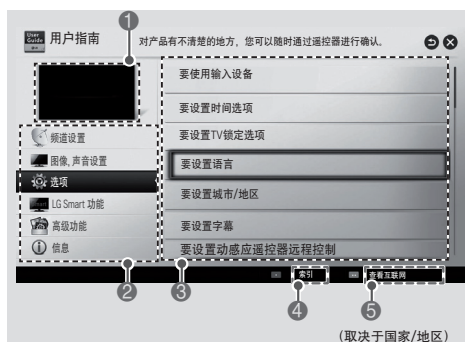 ❶
User Guide
用户指南
对产品有不清楚的地方，您可以随时通过遥控器进行确认。
要使用输入设备
要设置时间选项
要设置TV锁定选项
要设置语言
要设置城市/地区
要设置字幕
要设置动感应遥控器远程控制
频道设置
图像, 声音设置
选项
LG Smart 功能
高级功能
信息
索引
查看互联网
❷
❸
❹
❺
(取决于国家/地区)